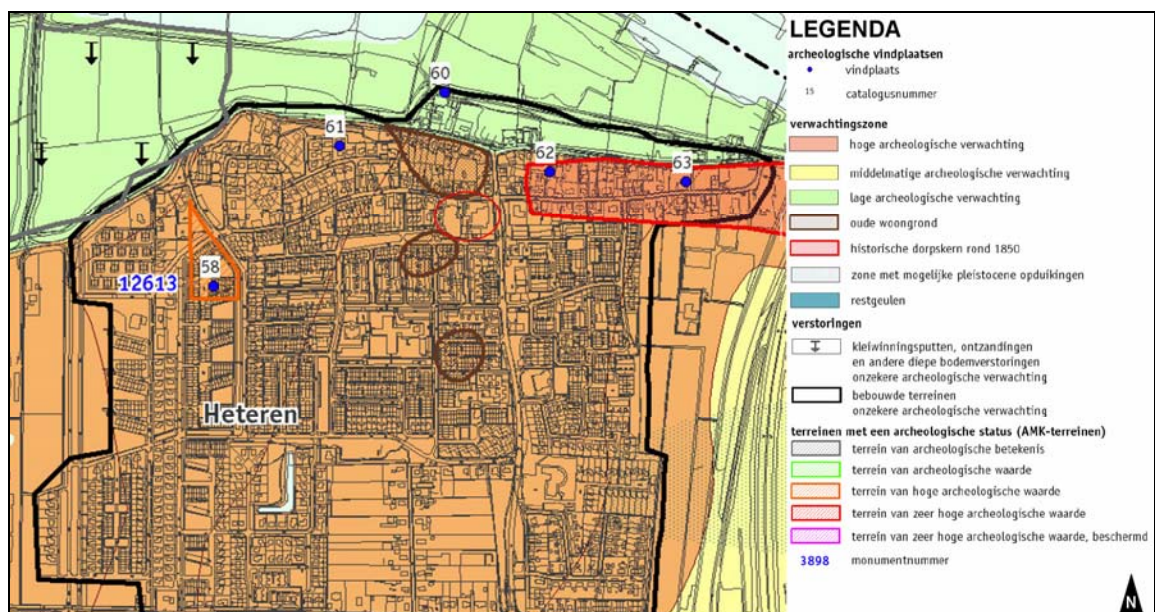 60
61
62
63
58
12613
Heteren
LEGENDA
archeologische vindplaatsen
vindplaats
15 catalogusnummer
verwachtingszone
hoge archeologische verwachting
middelmatige archeologische verwachting
lage archeologische verwachting
oude woongrond
historische dorpskern rond 1850
zone met mogelijke pleistocene opduikingen
restgeulen
verstoringen
kleiwinningsputten, ontzandingen
en andere diepe bodemverstoringen
onzekere archeologische verwachting
bebouwde terreinen
onzekere archeologische verwachting
terreinen met een archeologische status (AMK-terreinen)
terrein van archeologische betekenis
terrein van archeologische waarde
terrein van hoge archeologische waarde
terrein van zeer hoge archeologische waarde
terrein van zeer hoge archeologische waarde, beschermd
3898 monumentnummer
N